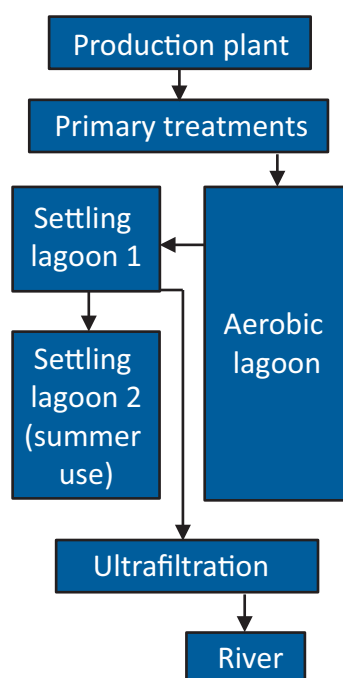 Production plant
Primary treatments
Settling
lagoon 1
Aerobic
lagoon
Settling
lagoon 2
(summer
use)
Ultrafiltration
River